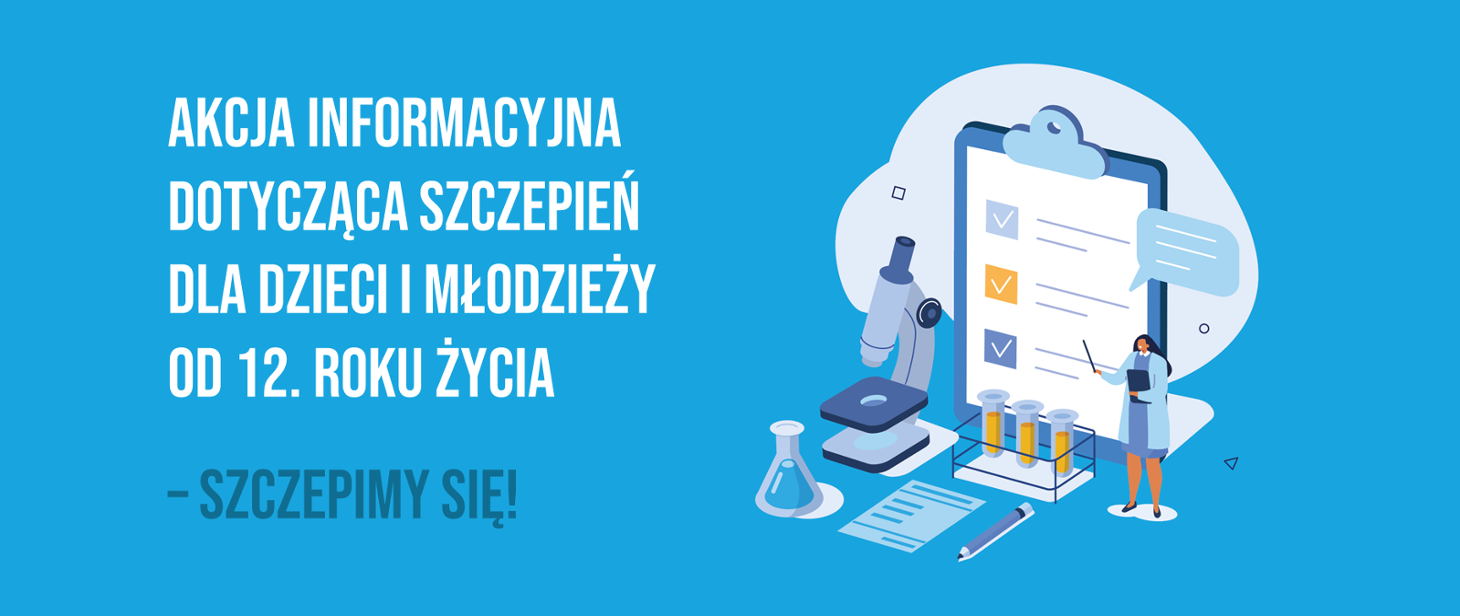 AKCJA INFORMACYJNA
DOTYCZĄCA SZCZEPIEŃ
DLA DZIECI I MŁODZIEŻY
OD 12. ROKU ŻYCIA
– SZCZEPIMY SIĘ!